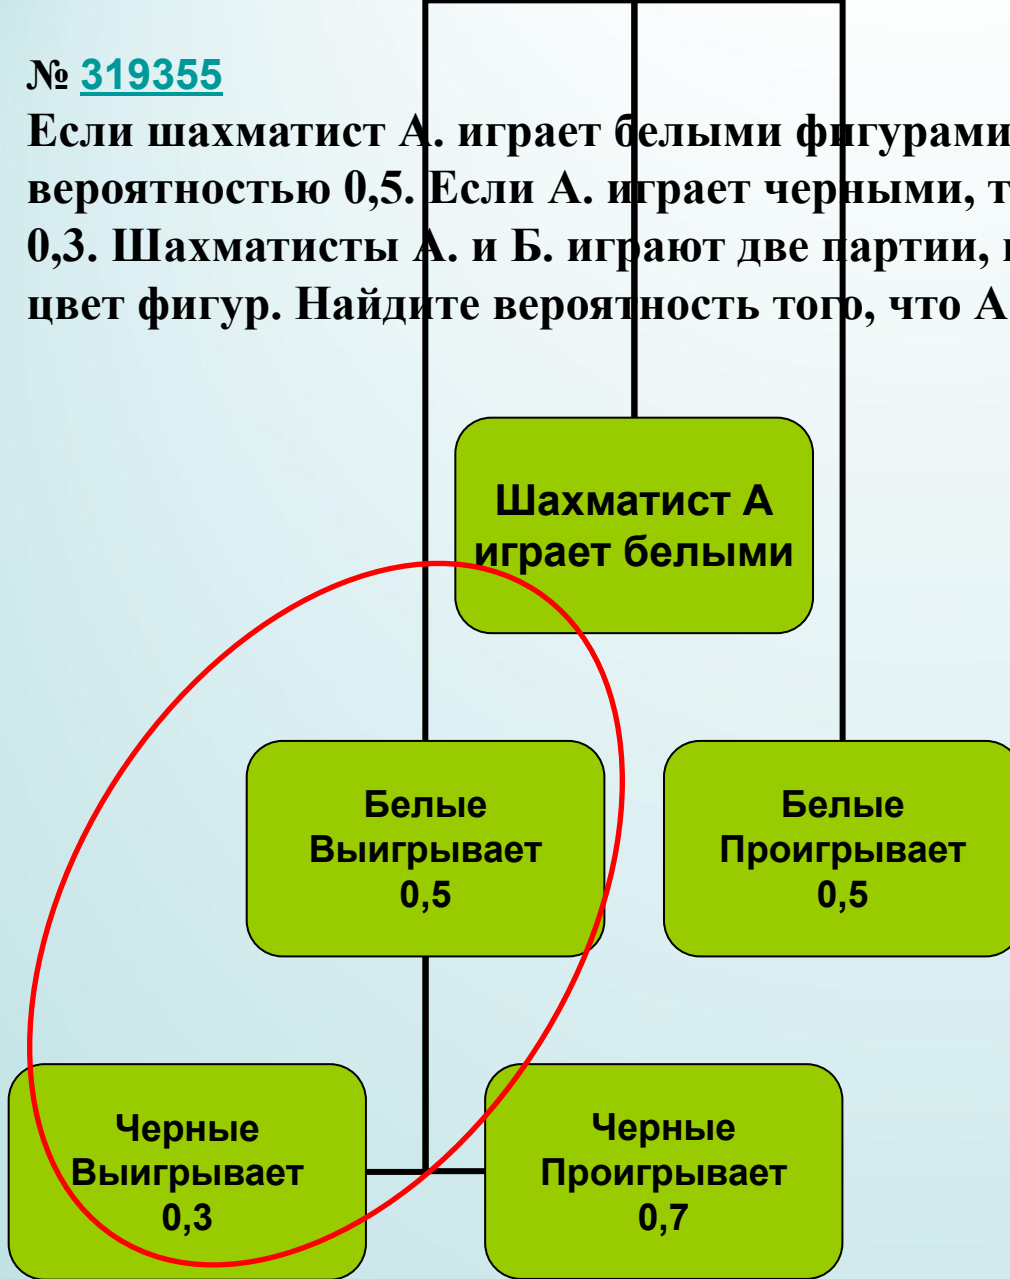 № 319355
Если шахматист А. играет белыми фигурами
вероятностью 0,5. Если А. играет черными, т
0,3. Шахматисты А. и Б. играют две партии,
цвет фигур. Найдите вероятность того, что А
Шахматист А
играет белыми
Белые
Выигрывает
0,5
Белые
Проигрывает
0,5
Черные
Выигрывает
0,3
Черные
Проигрывает
0,7